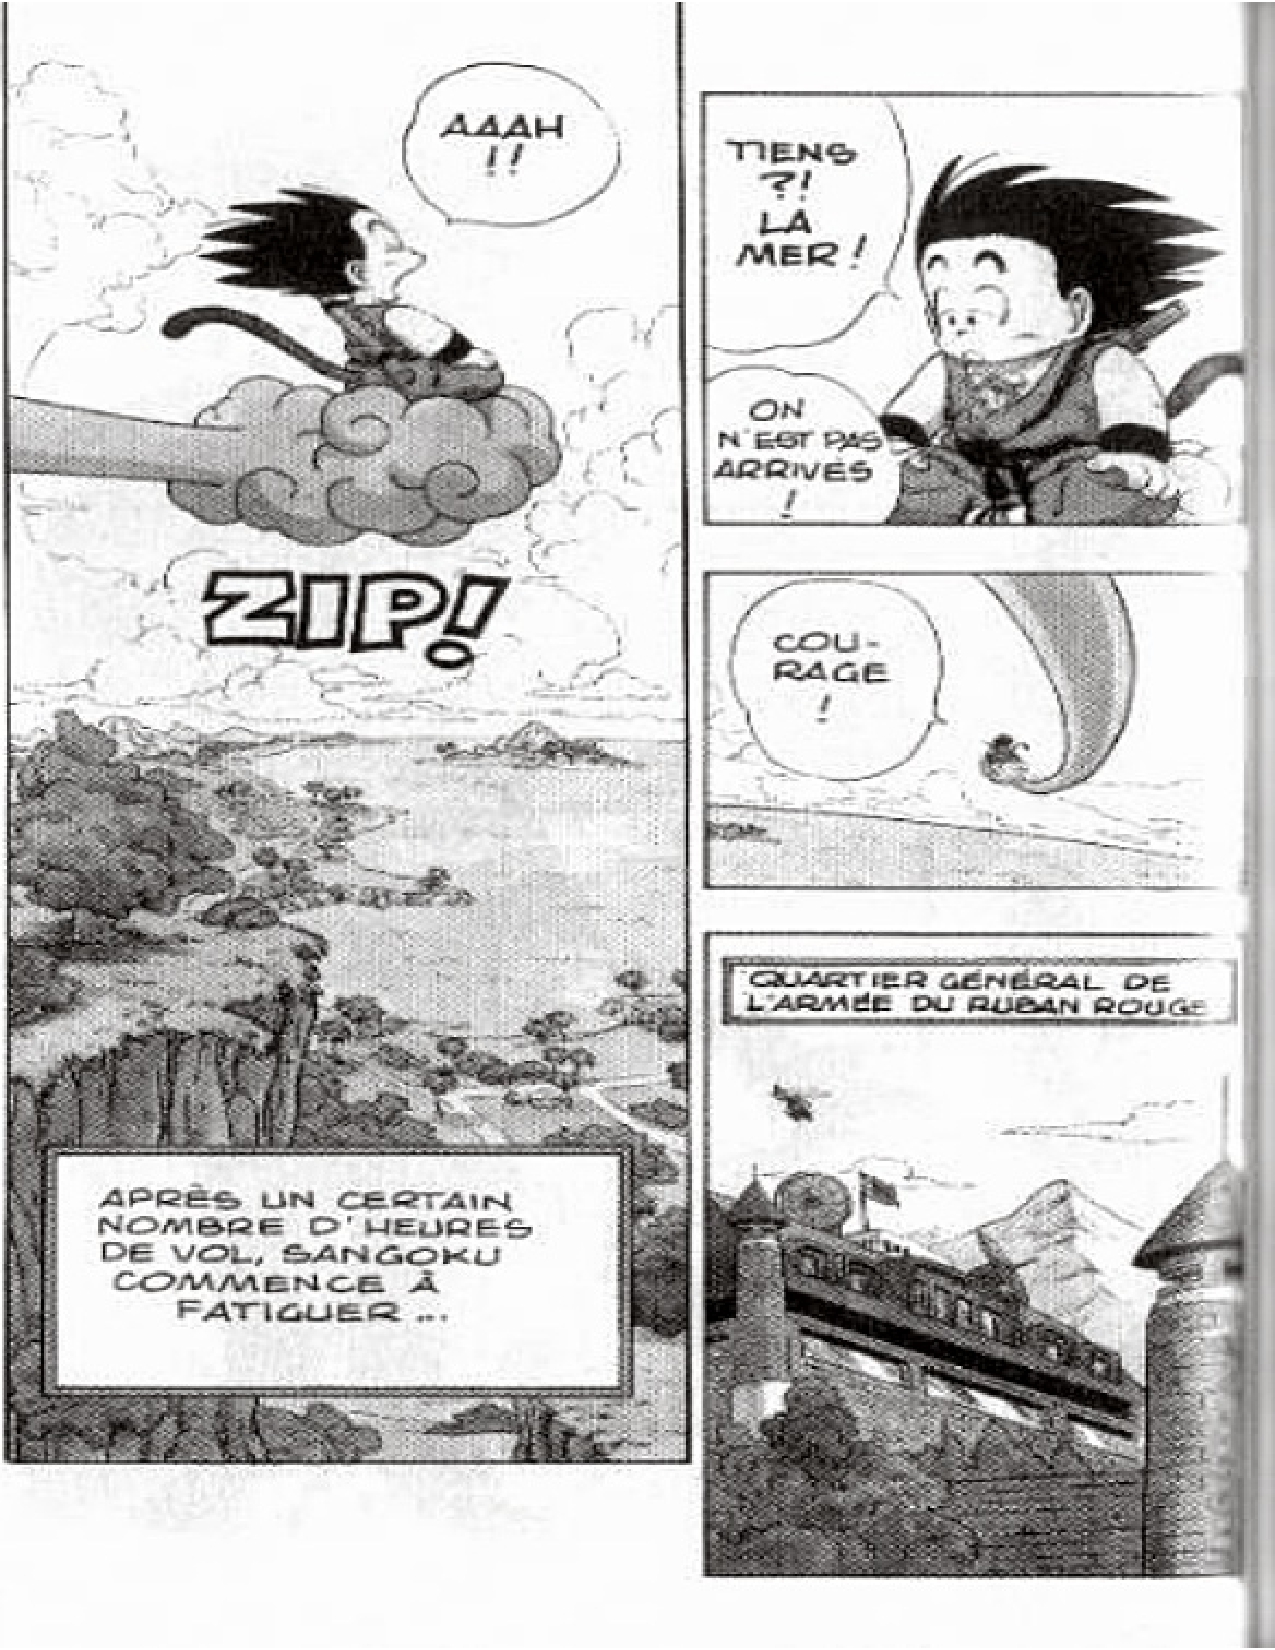 AAAH
!!
ZIP!
APRÈS UN CERTAIN
NOMBRE D'HEURES
DE VOL, SANGOKU
COMMENCE À
FATIGUER ...
TIENS
?!
LA
MER !
ON
N'EST PAS
ARRIVÉS
!
COU-
RAGE
!
QUARTIER GÉNÉRAL DE
L'ARMÉE DU RUBAN ROUGE